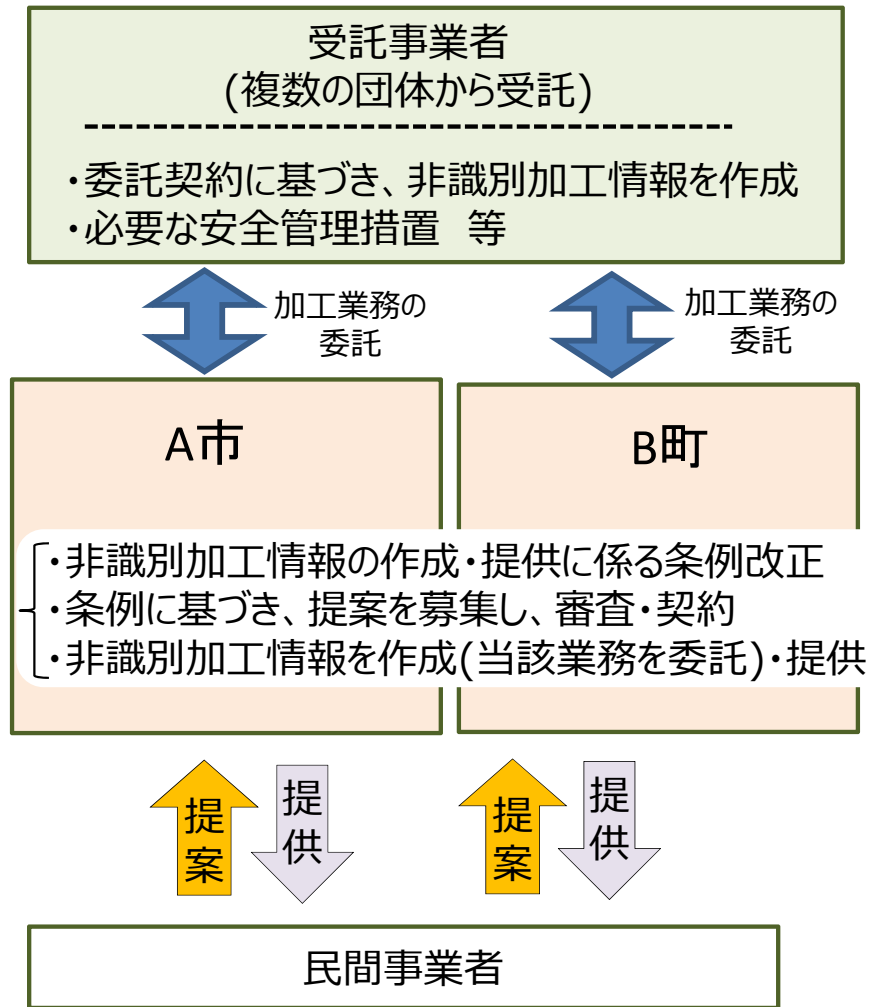 受託事業者
(複数の団体から受託)
・委託契約に基づき、非識別加工情報を作成
・必要な安全管理措置 等
加工業務の
委託
加工業務の
委託
A市
B町
・非識別加工情報の作成・提供に係る条例改正
・条例に基づき、提案を募集し、審査・契約
・非識別加工情報を作成(当該業務を委託)・提供
提案
提供
提案
提供
民間事業者